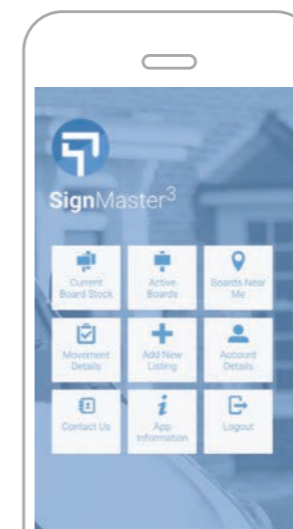 SignMaster3
Current
Board Stock
Active
Boards
Boards Near
Me
Movement
Details
Add New
Listing
Account
Details
Contact Us
App
Information
Logout